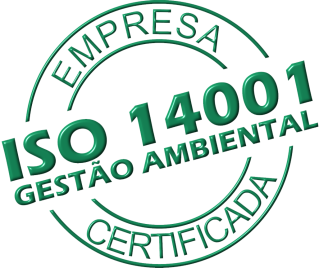 EMPRESA
ISO 14001
GESTÃO AMBIENTAL
CERTIFICADA